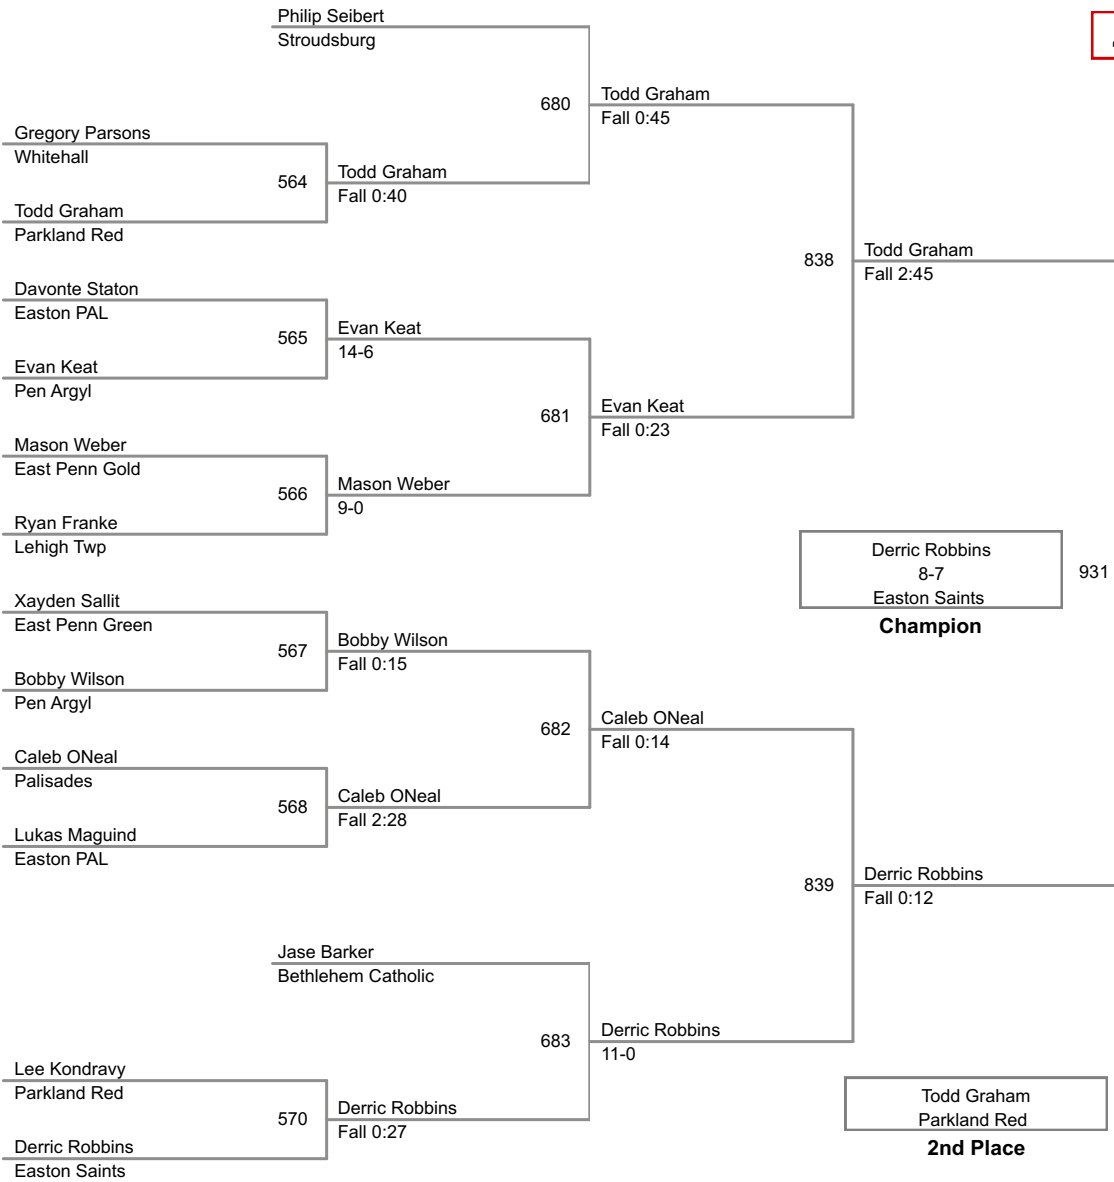 Philip Seibert
Stroudsburg
680
Todd Graham
Fall 0:45
Gregory Parsons
Whitehall
564
Todd Graham
Fall 0:40
Todd Graham
Parkland Red
838
Todd Graham
Fall 2:45
Davonte Staton
Easton PAL
565
Evan Keat
14-6
Evan Keat
Pen Argyl
681
Evan Keat
Fall 0:23
Mason Weber
East Penn Gold
566
Mason Weber
9-0
Ryan Franke
Lehigh Twp
Derric Robbins
8-7
Easton Saints
931
Champion
Xayden Sallit
East Penn Green
567
Bobby Wilson
Fall 0:15
Bobby Wilson
Pen Argyl
682
Caleb ONeal
Fall 0:14
Caleb ONeal
Palisades
568
Caleb ONeal
Fall 2:28
Lukas Maguind
Easton PAL
839
Derric Robbins
Fall 0:12
Jase Barker
Bethlehem Catholic
683
Derric Robbins
11-0
Lee Kondravy
Parkland Red
570
Derric Robbins
Fall 0:27
Derric Robbins
Easton Saints
Todd Graham
Parkland Red
2nd Place